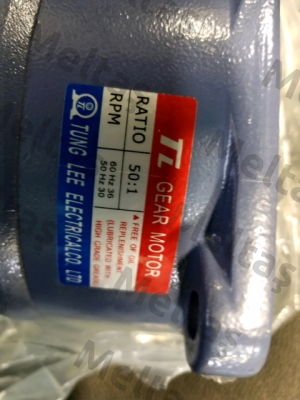 TL GEAR MOTOR
RATIO 50:1
RPM 60 Hz 36
50 Hz 30
& FREE OF OIL
REPLENISHMENT
(LUBRICATED WITH
HIGH GRADE GREASE)
TUNG LEE ELECTRICAL CO. LTD